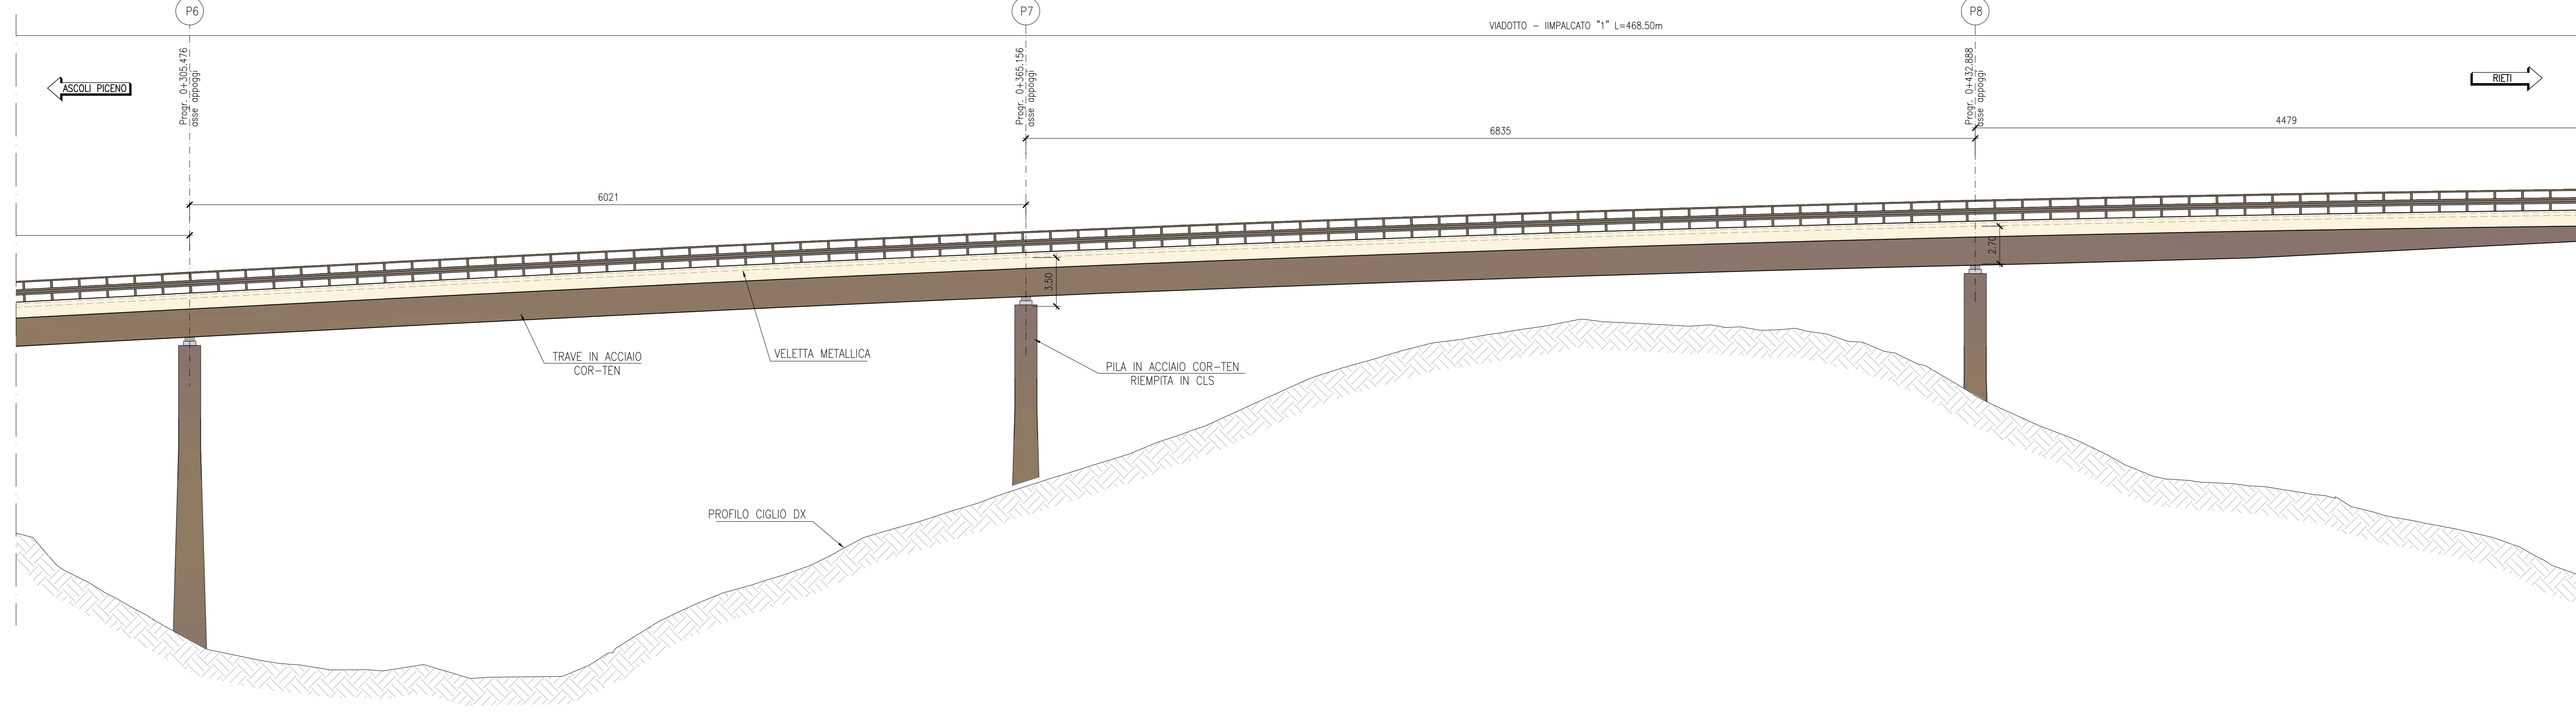 P6
P7
P8
VIADOTTO - IIMPALCATO "1" L=468.50m
Progr. 0+305.476
asse appoggi
Progr. 0+365.156
asse appoggi
Progr. 0+432.888
asse appoggi
ASCOLI PICENO
RIETI
6835
4479
6021
3.50
2.70
TRAVE IN ACCIAIO
COR-TEN
VELETTA METALLICA
PILA IN ACCIAIO COR-TEN
RIEMPITA IN CLS
PROFILO CIGLIO DX